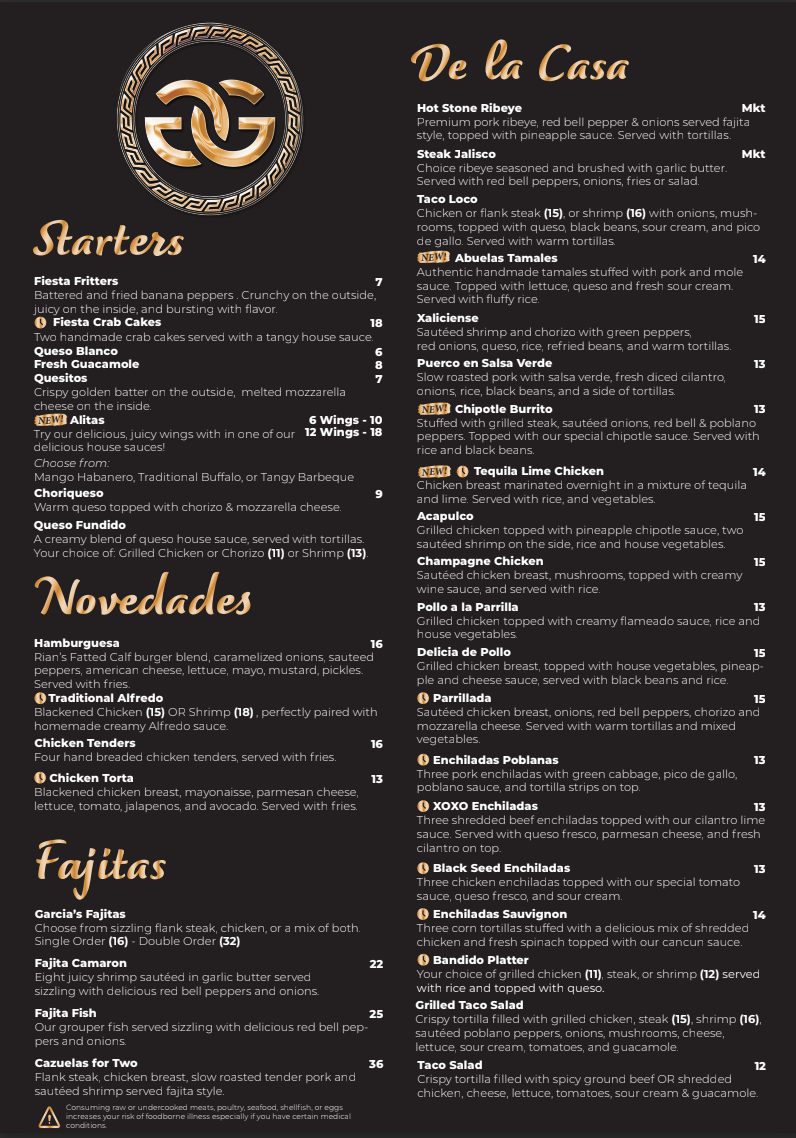 Starters
Fiesta Fritters 7
Battered and fried banana peppers . Crunchy on the outside,
juicy on the inside, and bursting with flavor.
Fiesta Crab Cakes 18
Two handmade crab cakes served with a tangy house sauce.
Queso Blanco 6
Fresh Guacamole 8
Quesitos 7
Crispy golden batter on the outside, melted mozzarella
cheese on the inside.
NEW! Alitas 6 Wings - 10
Try our delicious, juicy wings with in one of our 12 Wings - 18
delicious house sauces!
Choose from:
Mango Habanero, Traditional Buffalo, or Tangy Barbeque
Choriqueso 9
Warm queso topped with chorizo & mozzarella cheese.
Queso Fundido
A creamy blend of queso house sauce, served with tortillas.
Your choice of: Grilled Chicken or Chorizo (11) or Shrimp (13).
Novedades
Hamburguesa 16
Rian's Fatted Calf burger blend, caramelized onions, sauteed
peppers, american cheese, lettuce, mayo, mustard, pickles.
Served with fries.
Traditional Alfredo
Blackened Chicken (15) OR Shrimp (18) , perfectly paired with
homemade creamy Alfredo sauce.
Chicken Tenders 16
Four hand breaded chicken tenders, served with fries.
Chicken Torta 13
Blackened chicken breast, mayonaisse, parmesan cheese,
lettuce, tomato, jalapenos, and avocado. Served with fries.
Fajitas
Garcia's Fajitas
Choose from sizzling flank steak, chicken, or a mix of both.
Single Order (16) - Double Order (32)
Fajita Camaron 22
Eight juicy shrimp sautéed in garlic butter served
sizzling with delicious red bell peppers and onions.
Fajita Fish 25
Our grouper fish served sizzling with delicious red bell pep-
pers and onions.
Cazuelas for Two 36
Flank steak, chicken breast, slow roasted tender pork and
sautéed shrimp served fajita style.
Consuming raw or undercooked meats, poultry, seafood, shellfish, or eggs
increases your risk of foodborne illness especially if you have certain medical
conditions.
De la Casa
Hot Stone Ribeye Mkt
Premium pork ribeye, red bell pepper & onions served fajita
style, topped with pineapple sauce. Served with tortillas.
Steak Jalisco Mkt
Choice ribeye seasoned and brushed with garlic butter.
Served with red bell peppers, onions, fries or salad.
Taco Loco
Chicken or flank steak (15), or shrimp (16) with onions, mush-
rooms, topped with queso, black beans, sour cream, and pico
de gallo. Served with warm tortillas.
NEW! Abuelas Tamales 14
Authentic handmade tamales stuffed with pork and mole
sauce. Topped with lettuce, queso and fresh sour cream.
Served with fluffy rice.
Xaliciense 15
Sautéed shrimp and chorizo with green peppers,
red onions, queso, rice, refried beans, and warm tortillas.
Puerco en Salsa Verde 13
Slow roasted pork with salsa verde, fresh diced cilantro,
onions, rice, black beans, and a side of tortillas.
NEW! Chipotle Burrito 13
Stuffed with grilled steak, sautéed onions, red bell & poblano
peppers. Topped with our special chipotle sauce. Served with
rice and black beans.
NEW! Tequila Lime Chicken 14
Chicken breast marinated overnight in a mixture of tequila
and lime. Served with rice, and vegetables.
Acapulco 15
Grilled chicken topped with pineapple chipotle sauce, two
sautéed shrimp on the side, rice and house vegetables.
Champagne Chicken 15
Sautéed chicken breast, mushrooms, topped with creamy
wine sauce, and served with rice.
Pollo a la Parrilla 13
Grilled chicken topped with creamy flameado sauce, rice and
house vegetables.
Delicia de Pollo 15
Grilled chicken breast, topped with house vegetables, pineap-
ple and cheese sauce, served with black beans and rice.
Parrillada 15
Sautéed chicken breast, onions, red bell peppers, chorizo and
mozzarella cheese. Served with warm tortillas and mixed
vegetables.
Enchiladas Poblanas 13
Three pork enchiladas with green cabbage, pico de gallo,
poblano sauce, and tortilla strips on top.
XOXO Enchiladas 13
Three shredded beef enchiladas topped with our cilantro lime
sauce. Served with queso fresco, parmesan cheese, and fresh
cilantro on top.
Black Seed Enchiladas 13
Three chicken enchiladas topped with our special tomato
sauce, queso fresco, and sour cream.
Enchiladas Sauvignon 14
Three corn tortillas stuffed with a delicious mix of shredded
chicken and fresh spinach topped with our cancun sauce.
Bandido Platter
Your choice of grilled chicken (11), steak, or shrimp (12) served
with rice and topped with queso.
Grilled Taco Salad
Crispy tortilla filled with grilled chicken, steak (15), shrimp (16),
sautéed poblano peppers, onions, mushrooms, cheese,
lettuce, sour cream, tomatoes, and guacamole.
Taco Salad 12
Crispy tortilla filled with spicy ground beef OR shredded
chicken, cheese, lettuce, tomatoes, sour cream & guacamole.